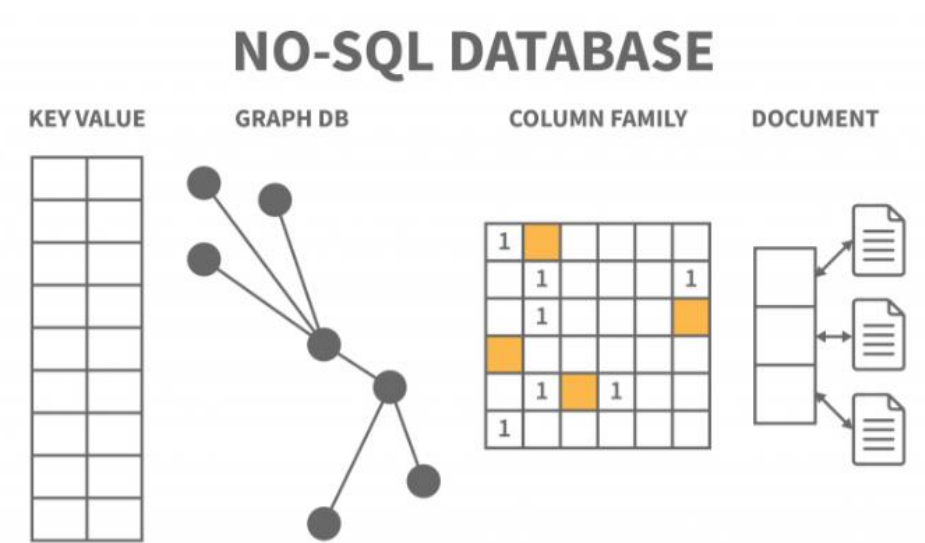 NO-SQL DATABASE
KEY VALUE GRAPH DB COLUMN FAMILY DOCUMENT
1
1 1
1
1 1
1